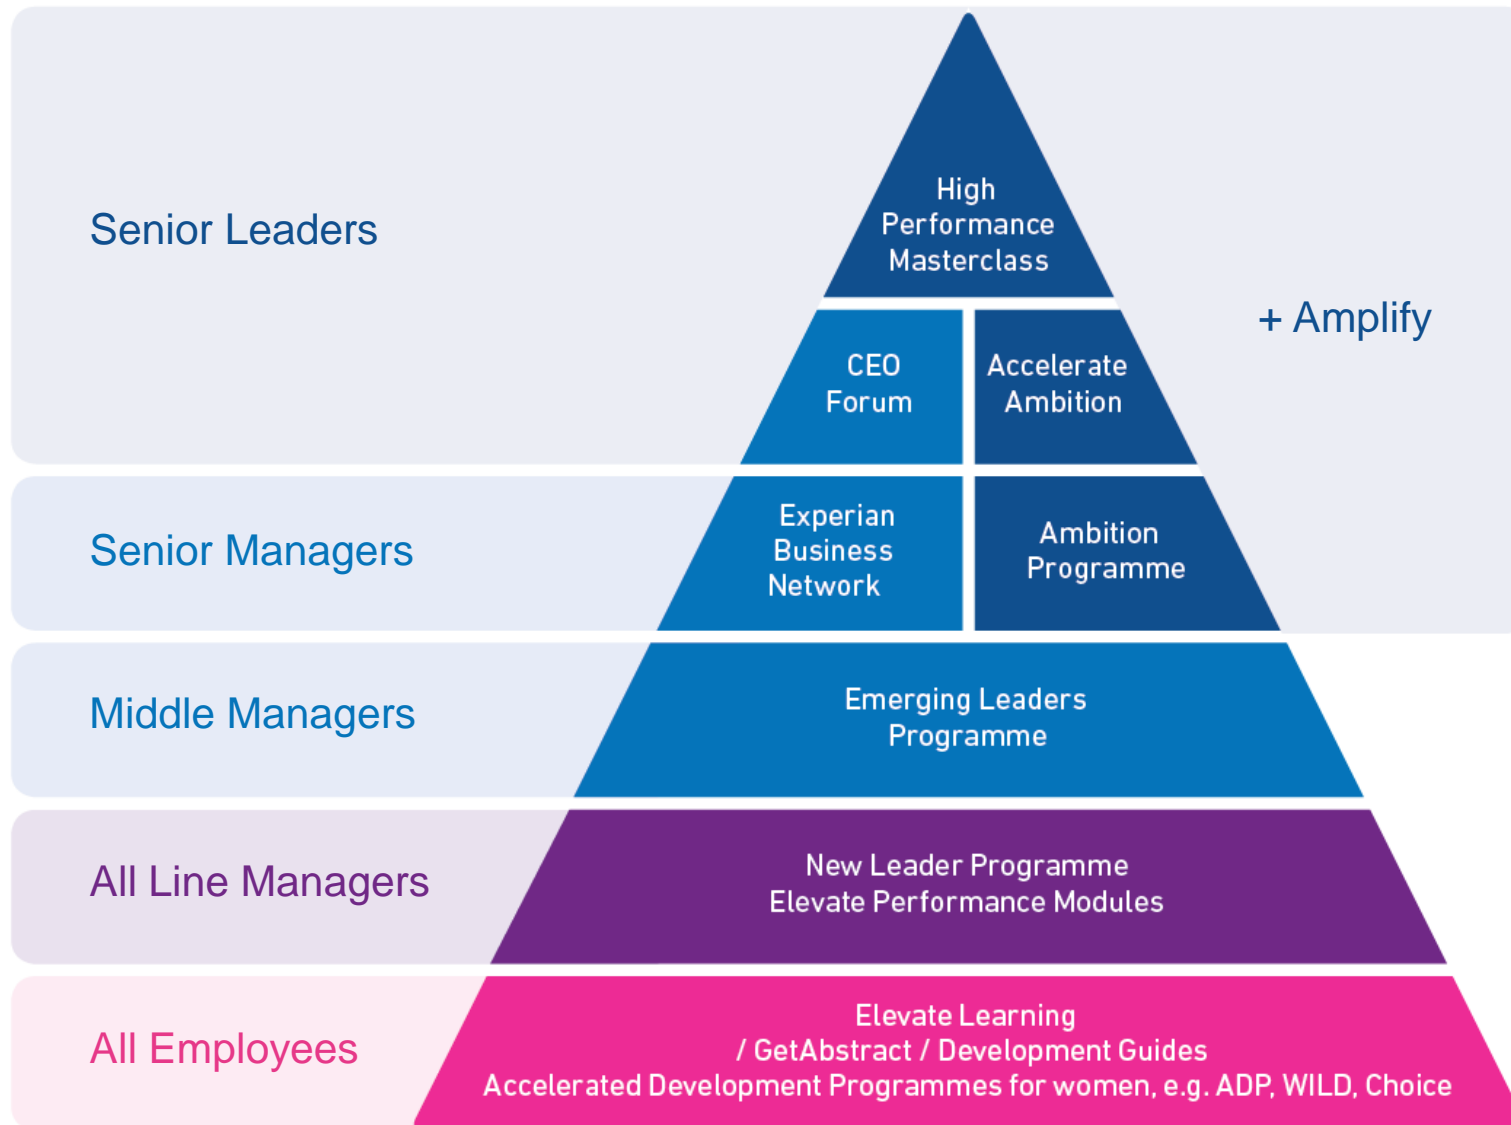 Senior Leaders
High
Performance
Masterclass
+ Amplify
CEO
Forum
Accelerate
Ambition
Senior Managers
Experian
Business
Network
Ambition
Programme
Middle Managers
Emerging Leaders
Programme
All Line Managers
New Leader Programme
Elevate Performance Modules
All Employees
Elevate Learning
/ GetAbstract / Development Guides
Accelerated Development Programmes for women, e.g. ADP, WILD, Choice